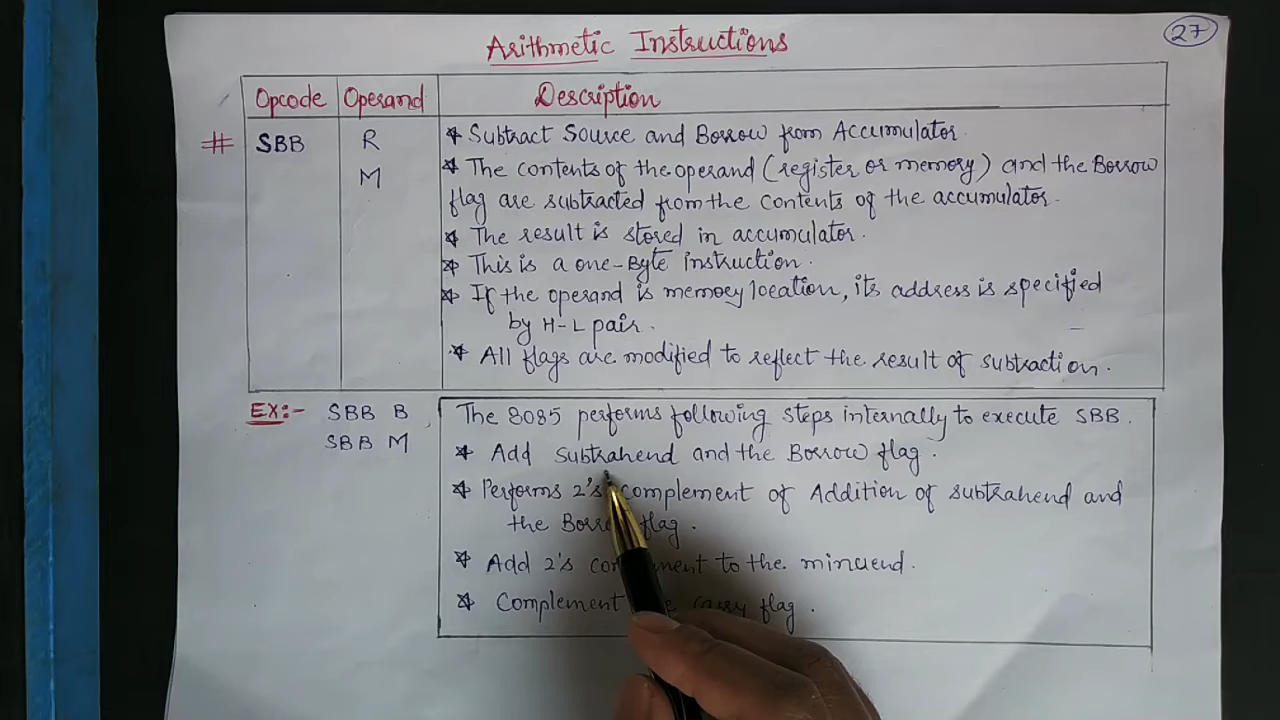 27
Arithmetic Instructions
Opcode Operand Description
# SBB R * Subtract Source and Borrow from Accumulator.
M * The contents of the operand (register or memory) and the Borrow
flag are subtracted from the contents of the accumulator.
* The result is stored in accumulator.
* This is a one-Byte instruction.
* If the operand is memory location, its address is specified
by H-L pair.
* All flags are modified to reflect the result of subtraction.
EX:- SBB B, The 8085 performs following steps internally to execute SBB.
SBB M * Add subtrahend and the Borrow flag.
* Performs 2's complement of Addition of subtrahend and
the flag.
* Add 2's to the minuend.
* Complement flag.